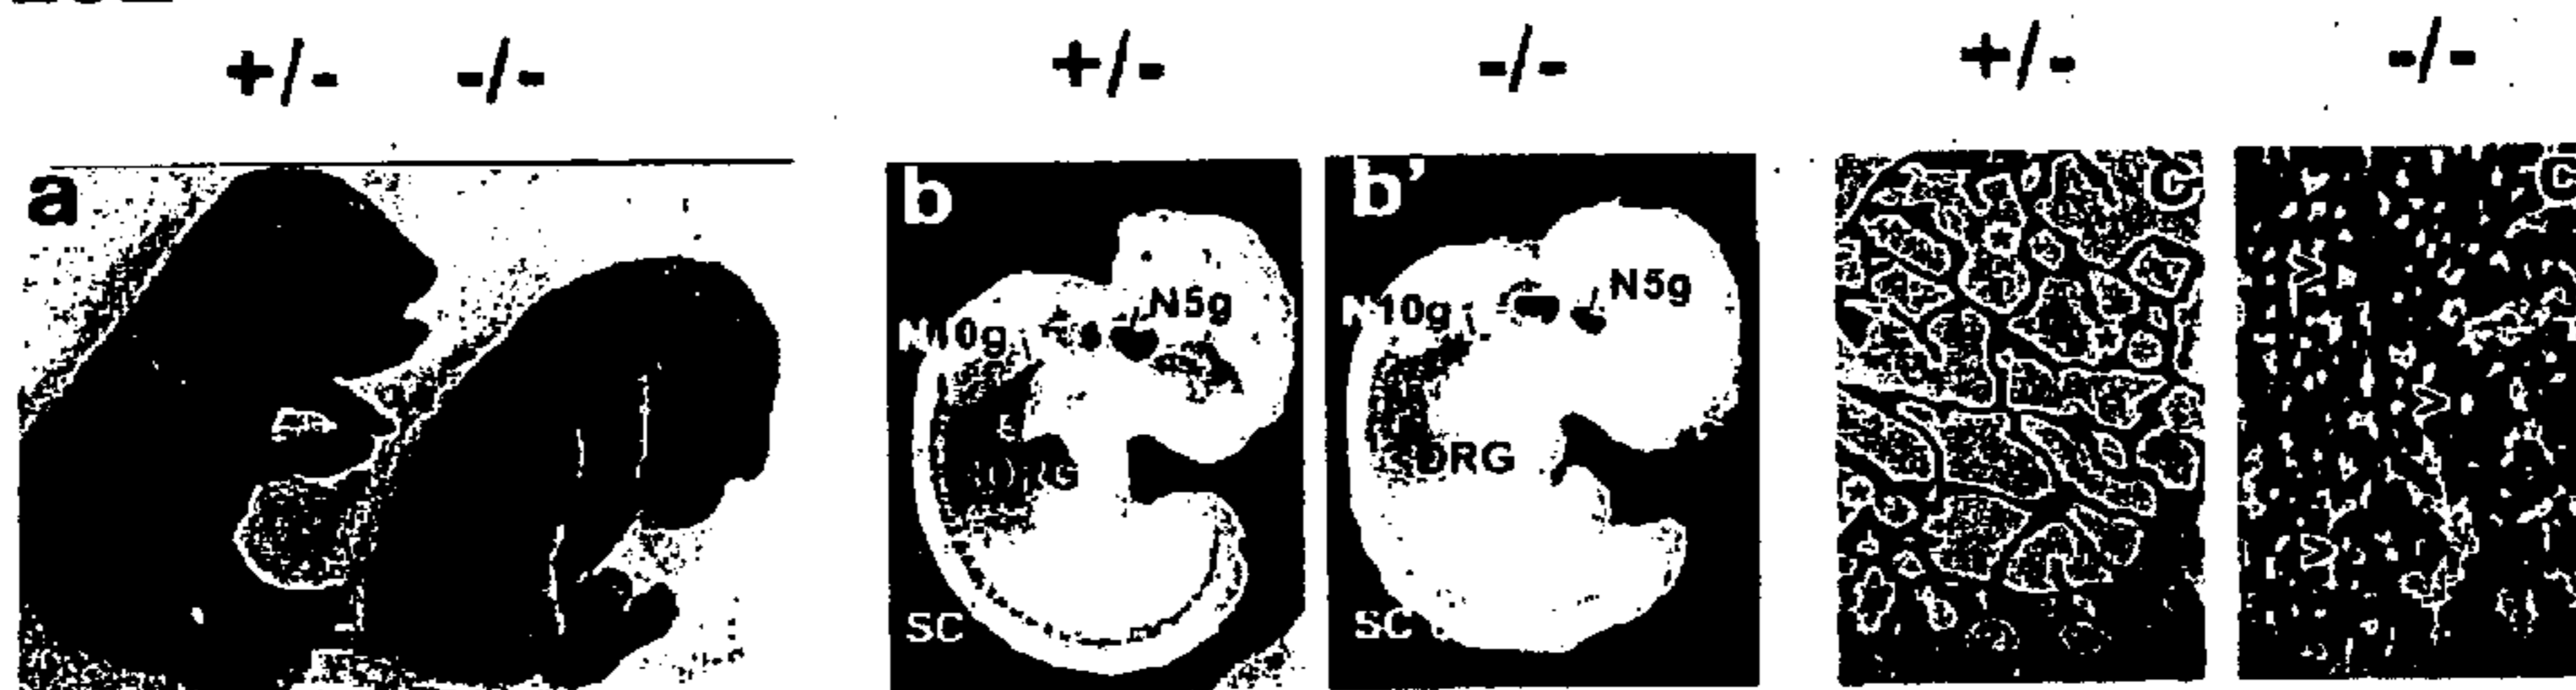 +/- -/- +/- -/- +/- -/-
a b b' c c
N10g N5g N10g N5g
DRG DRG
SC SC